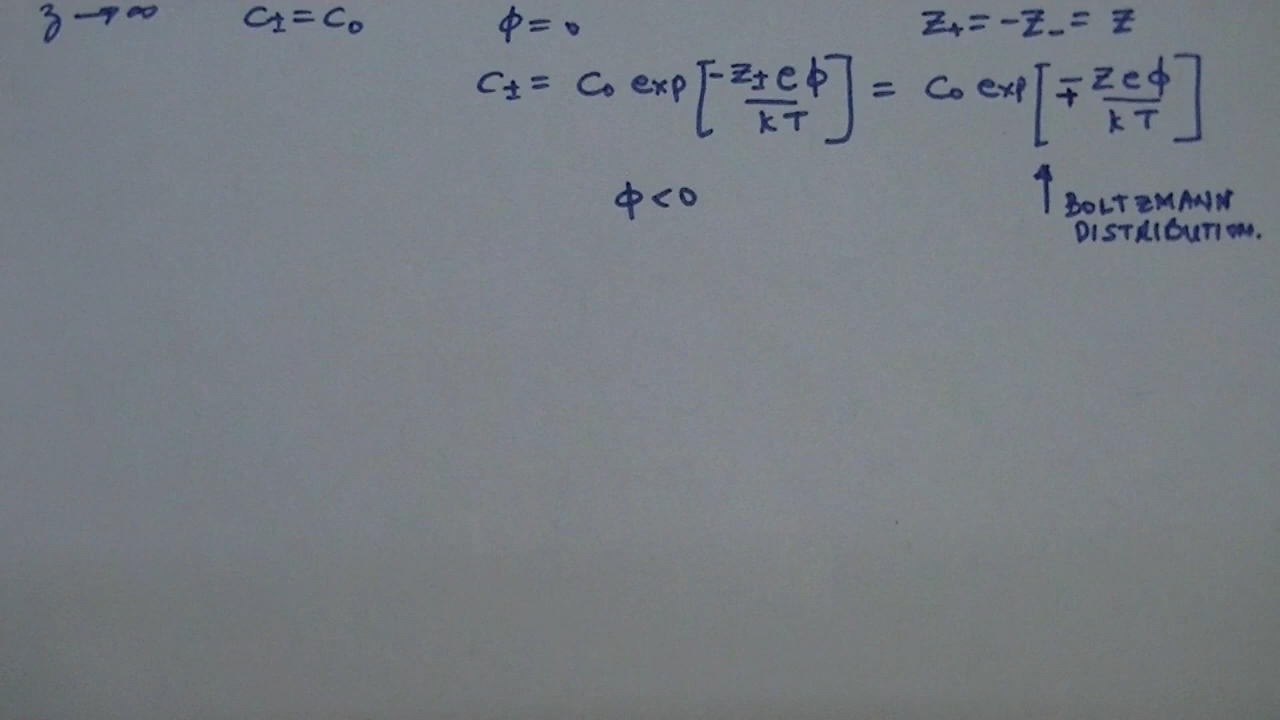 z → ∞ C± = C₀ ϕ = 0 Z₊ = -Z₋ = Z
C± = C₀ exp[-Z±eϕ/kT] = C₀ exp[∓Zeϕ/kT]
ϕ < 0
↑ BOLTZMANN
DISTRIBUTION.